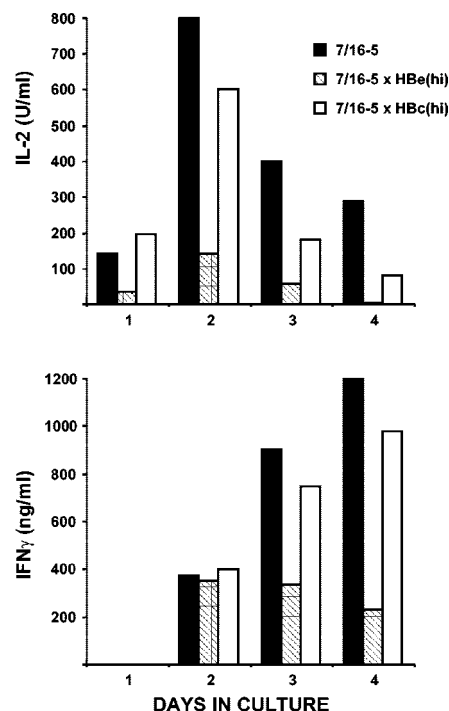 800
700
600
500
400
300
200
100
IL-2 (U/ml)
7/16-5
7/16-5 x HBe(hi)
7/16-5 x HBc(hi)
1 2 3 4
1200
1000
800
600
400
200
IFNγ (ng/ml)
1 2 3 4
DAYS IN CULTURE